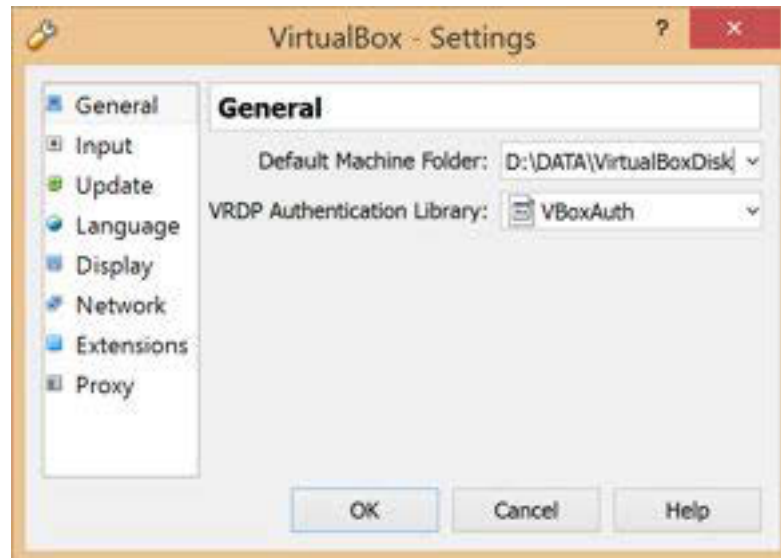 VirtualBox - Settings
?
×
General
Input
Update
Language
Display
Network
Extensions
Proxy
General
Default Machine Folder: D:\DATA\VirtualBoxDisk
VRDP Authentication Library: VBoxAuth
OK
Cancel
Help